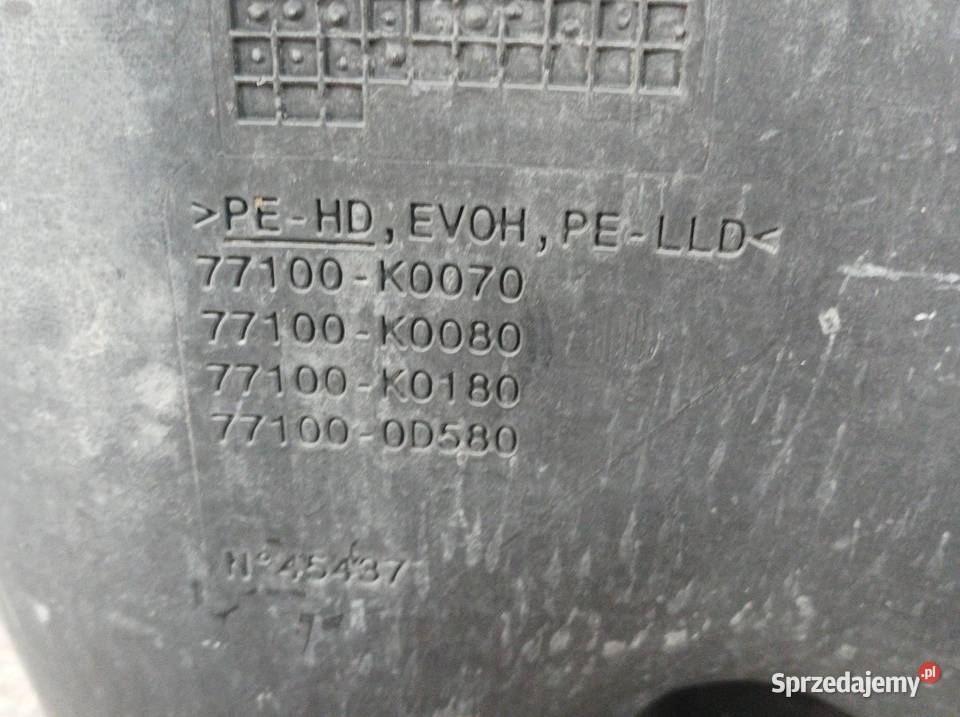 >PE-HD,EVOH,PE-LLD<
77100-K0070
77100-K0080
77100-K0180
77100-0D580
N°45437
Sprzedajemy.pl